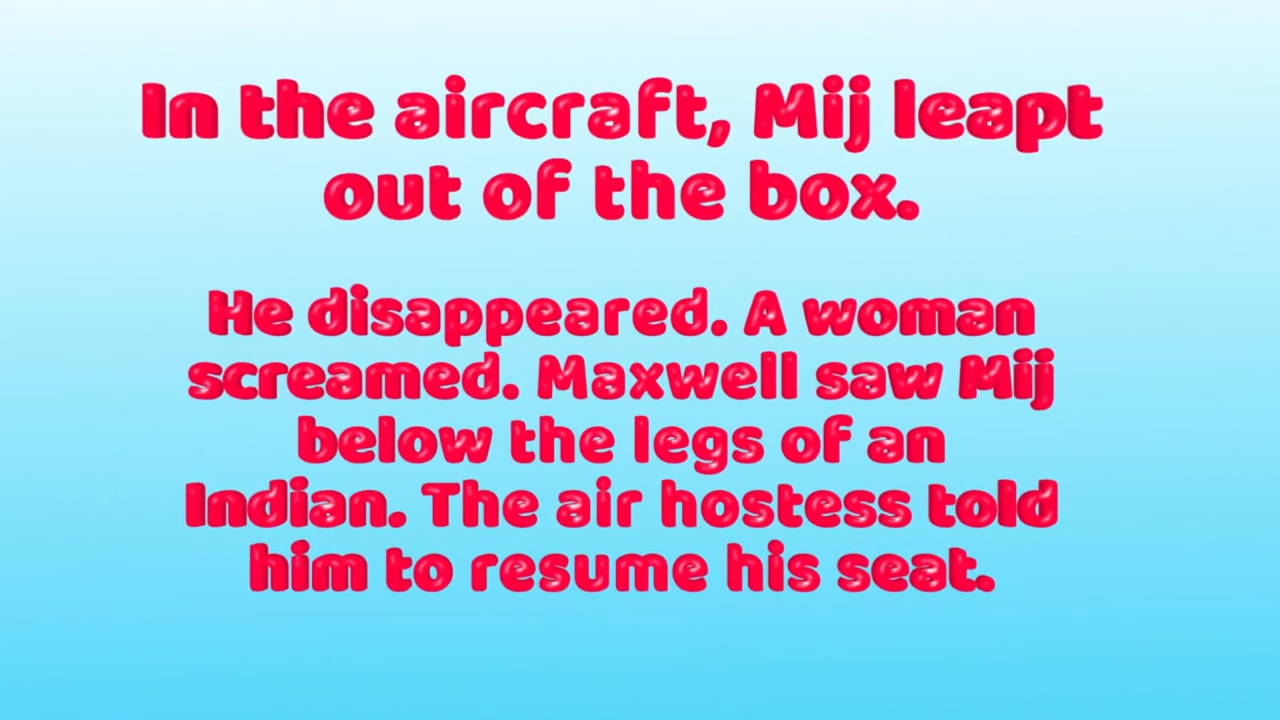 In the aircraft, Mij leapt
out of the box.
He disappeared. A woman
screamed. Maxwell saw Mij
below the legs of an
Indian. The air hostess told
him to resume his seat.